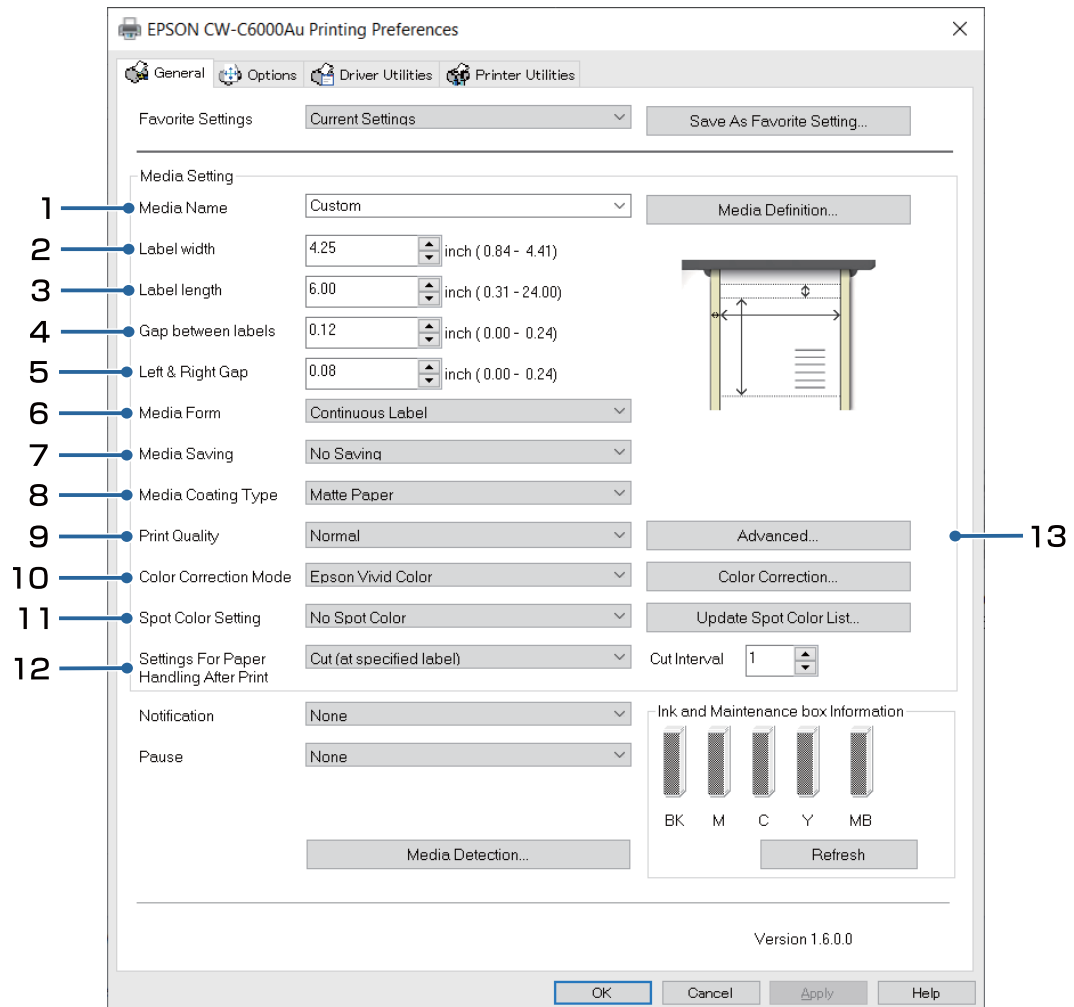 EPSON CW-C6000Au Printing Preferences
General Options Driver Utilities Printer Utilities
Favorite Settings Current Settings Save As Favorite Setting...
Media Setting
1 Media Name Custom Media Definition...
2 Label width 4.25 inch ( 0.84 - 4.41)
3 Label length 6.00 inch ( 0.31 - 24.00)
4 Gap between labels 0.12 inch ( 0.00 - 0.24)
5 Left & Right Gap 0.08 inch ( 0.00 - 0.24)
6 Media Form Continuous Label
7 Media Saving No Saving
8 Media Coating Type Matte Paper
9 Print Quality Normal Advanced... 13
10 Color Correction Mode Epson Vivid Color Color Correction...
11 Spot Color Setting No Spot Color Update Spot Color List...
12 Settings For Paper Handling After Print Cut (at specified label) Cut Interval 1
Notification None Ink and Maintenance box Information
Pause None
BK M C Y MB
Media Detection... Refresh
Version 1.6.0.0
OK Cancel Apply Help